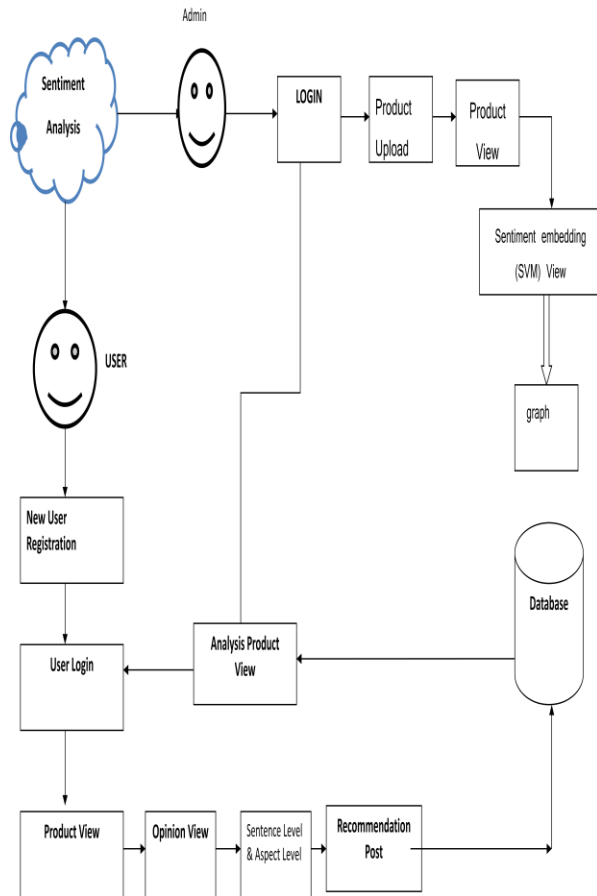 Admin
Sentiment
Analysis
LOGIN
Product
Upload
Product
View
Sentiment embedding
(SVM) View
USER
graph
New User
Registration
Database
Analysis Product
View
User Login
Product View
Opinion View
Sentence Level
& Aspect Level
Recommendation
Post